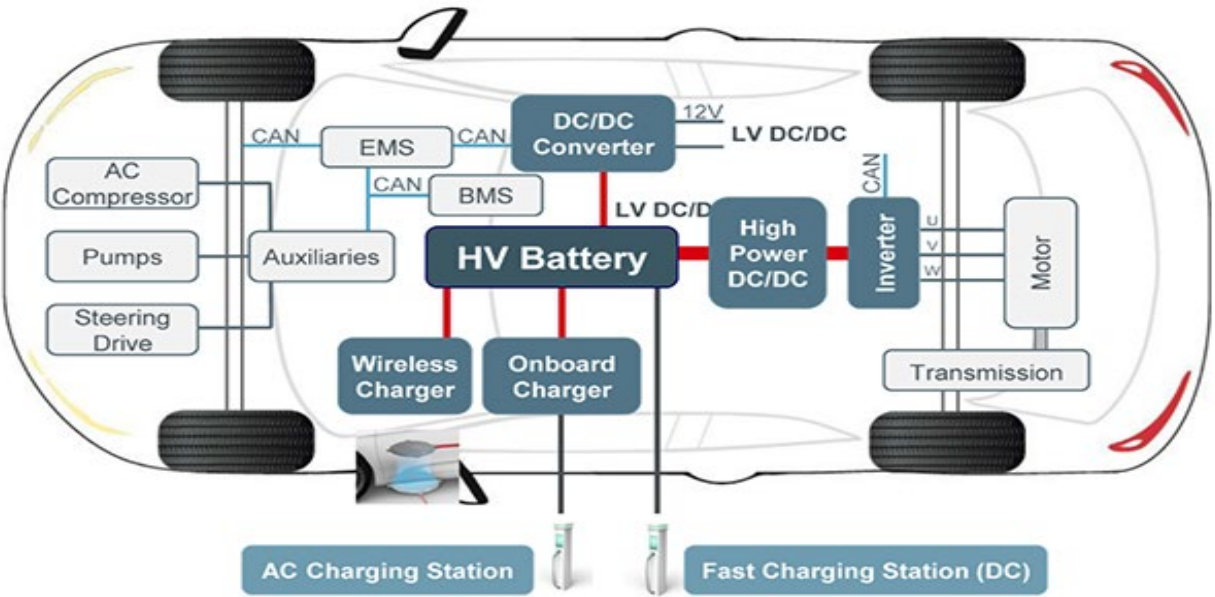 CAN
EMS
CAN
DC/DC
Converter
12V
LV DC/DC
AC
Compressor
CAN
BMS
CAN
LV DC/D
Pumps
Auxiliaries
HV Battery
High
Power
DC/DC
Inverter
U
V
W
Motor
Steering
Drive
Wireless
Charger
Onboard
Charger
Transmission
AC Charging Station
Fast Charging Station (DC)